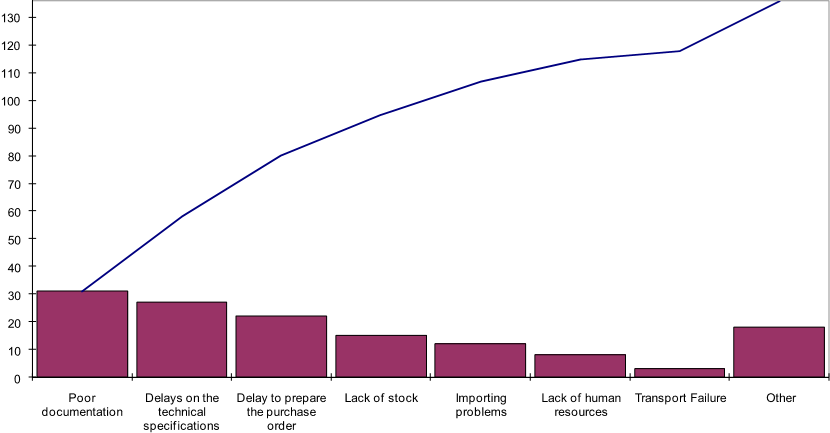 130
120
110
100
90
80
70
60
50
40
30
20
10
0
Poor
documentation
Delays on the
technical
specifications
Delay to prepare
the purchase
order
Lack of stock
Importing
problems
Lack of human
resources
Transport Failure
Other